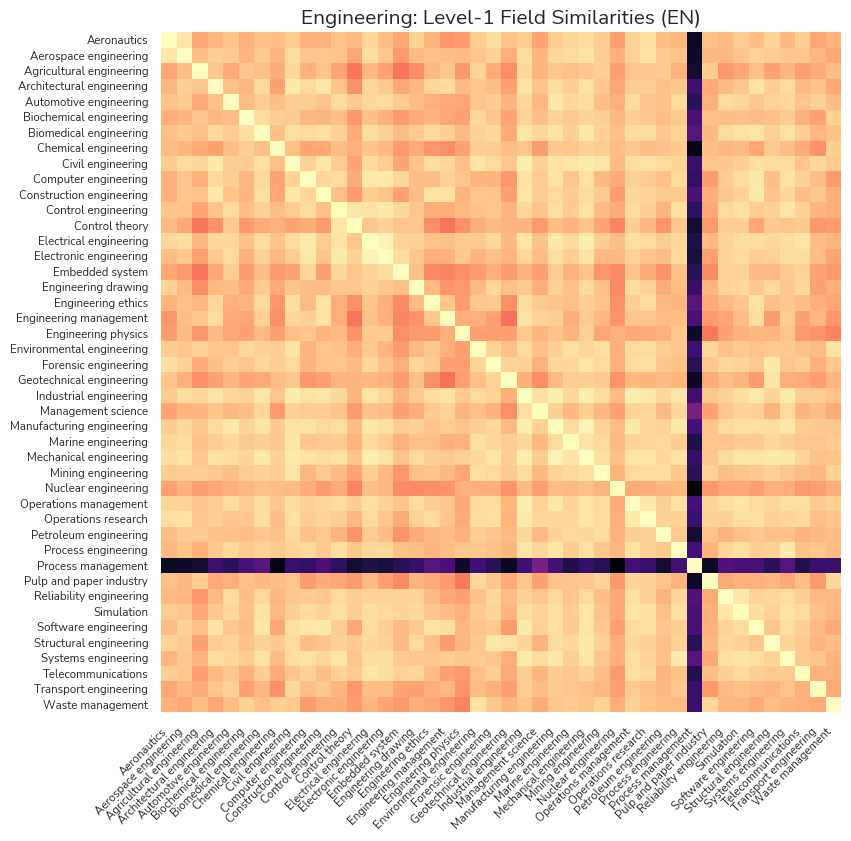 Engineering: Level-1 Field Similarities (EN)
Aeronautics
Aerospace engineering
Agricultural engineering
Architectural engineering
Automotive engineering
Biochemical engineering
Biomedical engineering
Chemical engineering
Civil engineering
Computer engineering
Construction engineering
Control engineering
Control theory
Electrical engineering
Electronic engineering
Embedded system
Engineering drawing
Engineering ethics
Engineering management
Engineering physics
Environmental engineering
Forensic engineering
Geotechnical engineering
Industrial engineering
Management science
Manufacturing engineering
Marine engineering
Mechanical engineering
Mining engineering
Nuclear engineering
Operations management
Operations research
Petroleum engineering
Process engineering
Process management
Pulp and paper industry
Reliability engineering
Simulation
Software engineering
Structural engineering
Systems engineering
Telecommunications
Transport engineering
Waste management
Aeronautics
Aerospace engineering
Agricultural engineering
Architectural engineering
Automotive engineering
Biochemical engineering
Biomedical engineering
Chemical engineering
Civil engineering
Computer engineering
Construction engineering
Control engineering
Control theory
Electrical engineering
Electronic engineering
Embedded system
Engineering drawing
Engineering ethics
Engineering management
Engineering physics
Environmental engineering
Forensic engineering
Geotechnical engineering
Industrial engineering
Management science
Manufacturing engineering
Marine engineering
Mechanical engineering
Mining engineering
Nuclear engineering
Operations management
Operations research
Petroleum engineering
Process engineering
Process management
Pulp and paper industry
Reliability engineering
Simulation
Software engineering
Structural engineering
Systems engineering
Telecommunications
Transport engineering
Waste management